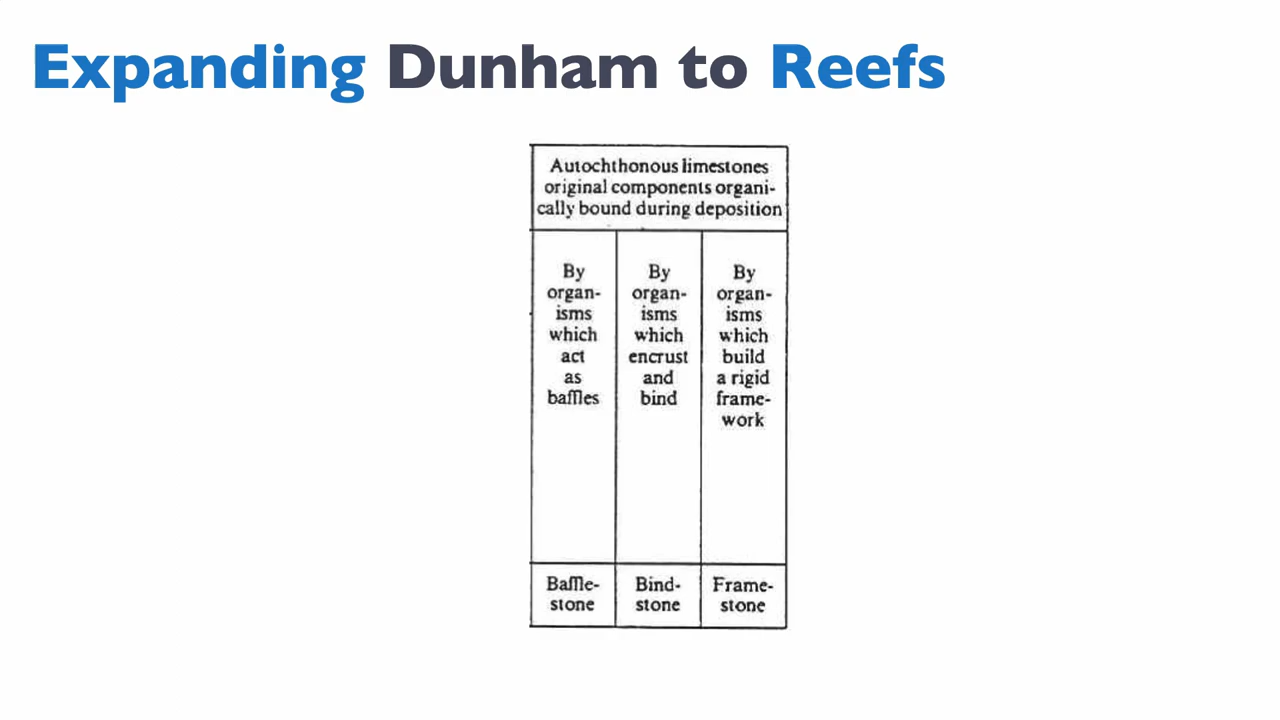 Expanding Dunham to Reefs
Autochthonous limestones
original components organi-
cally bound during deposition
By
organ-
isms
which
act
as
baffles
By
organ-
isms
which
encrust
and
bind
By
organ-
isms
which
build
a rigid
frame-
work
Baffle-
stone
Bind-
stone
Frame-
stone